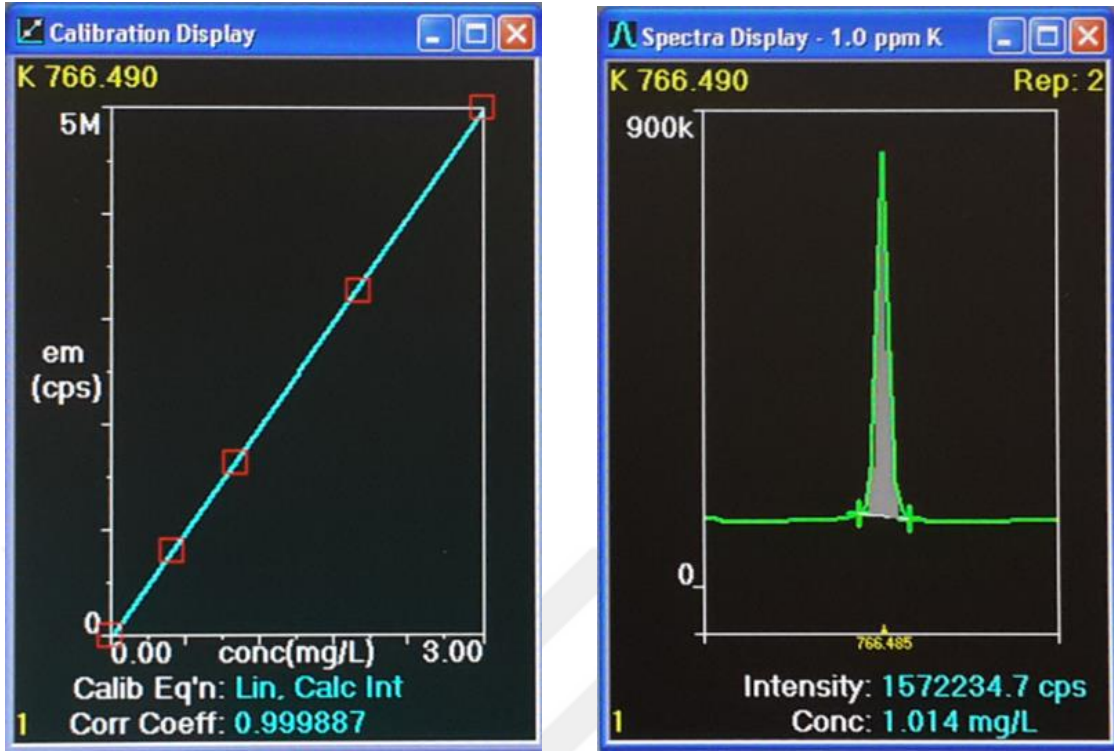 Calibration Display
K 766.490
5M
em
(cps)
0
0.00 conc(mg/L) 3.00
Calib Eq'n: Lin, Calc Int
1 Corr Coeff: 0.999887
Spectra Display - 1.0 ppm K
K 766.490 Rep: 2
900k
0
766.485
Intensity: 1572234.7 cps
1 Conc: 1.014 mg/L